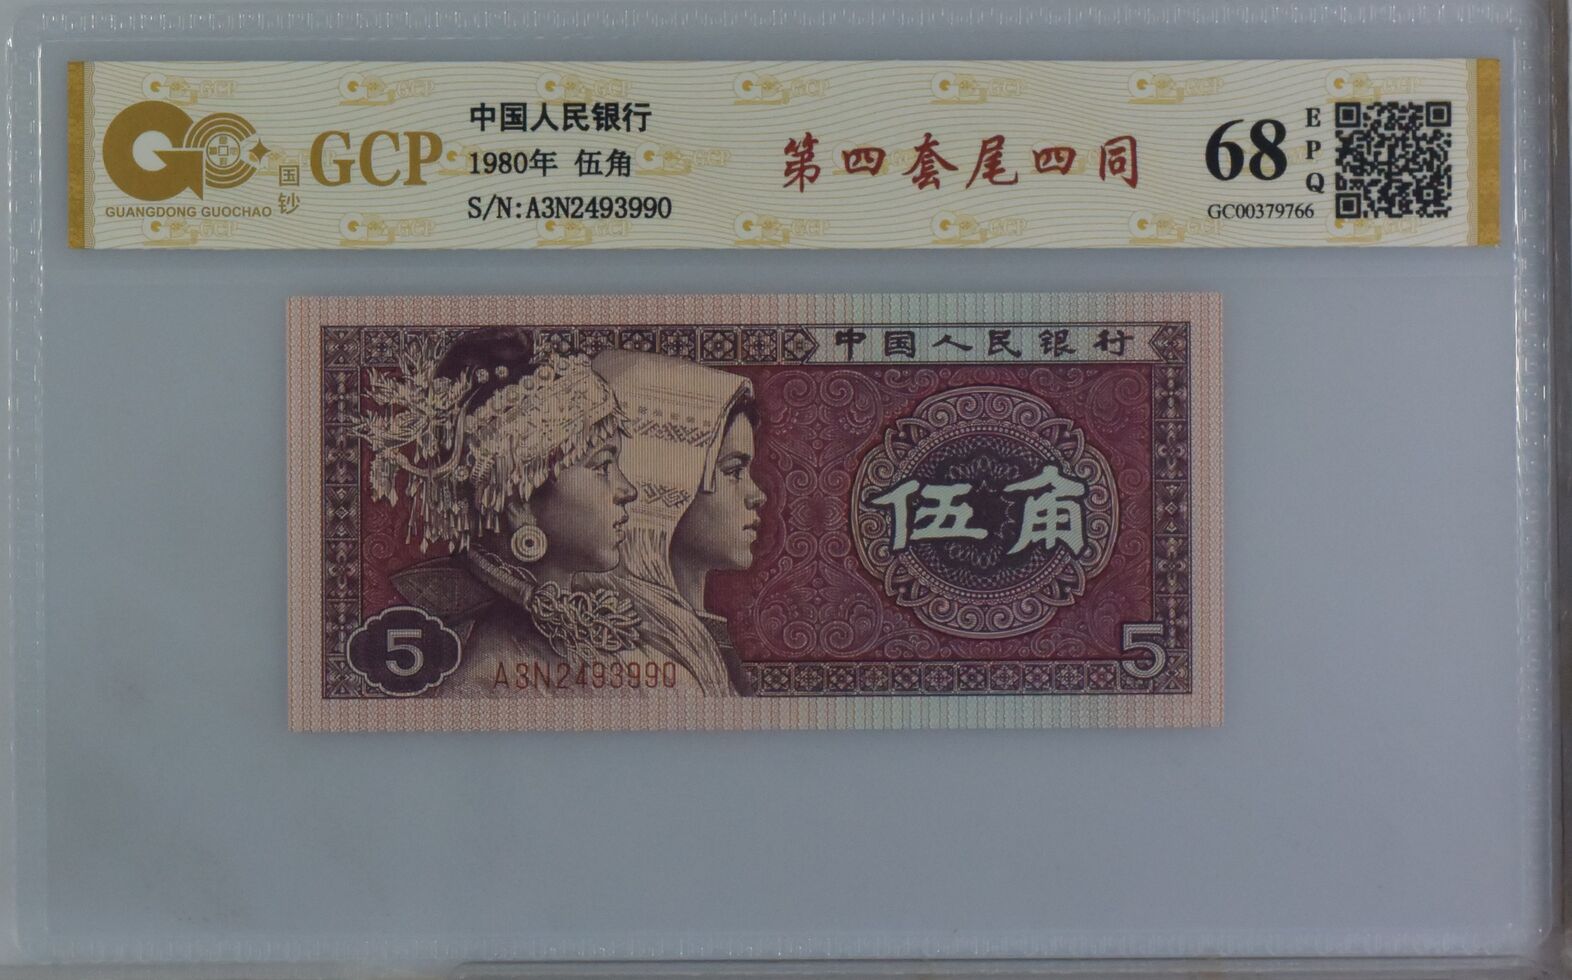 GUANGDONG GUOCHAO
国钞
GCP
中国人民银行
1980年 伍角
S/N:A3N2493990
第四套尾四同
68
EPQ
GC00379766
中国人民银行
伍角
5
5
A3N2493990